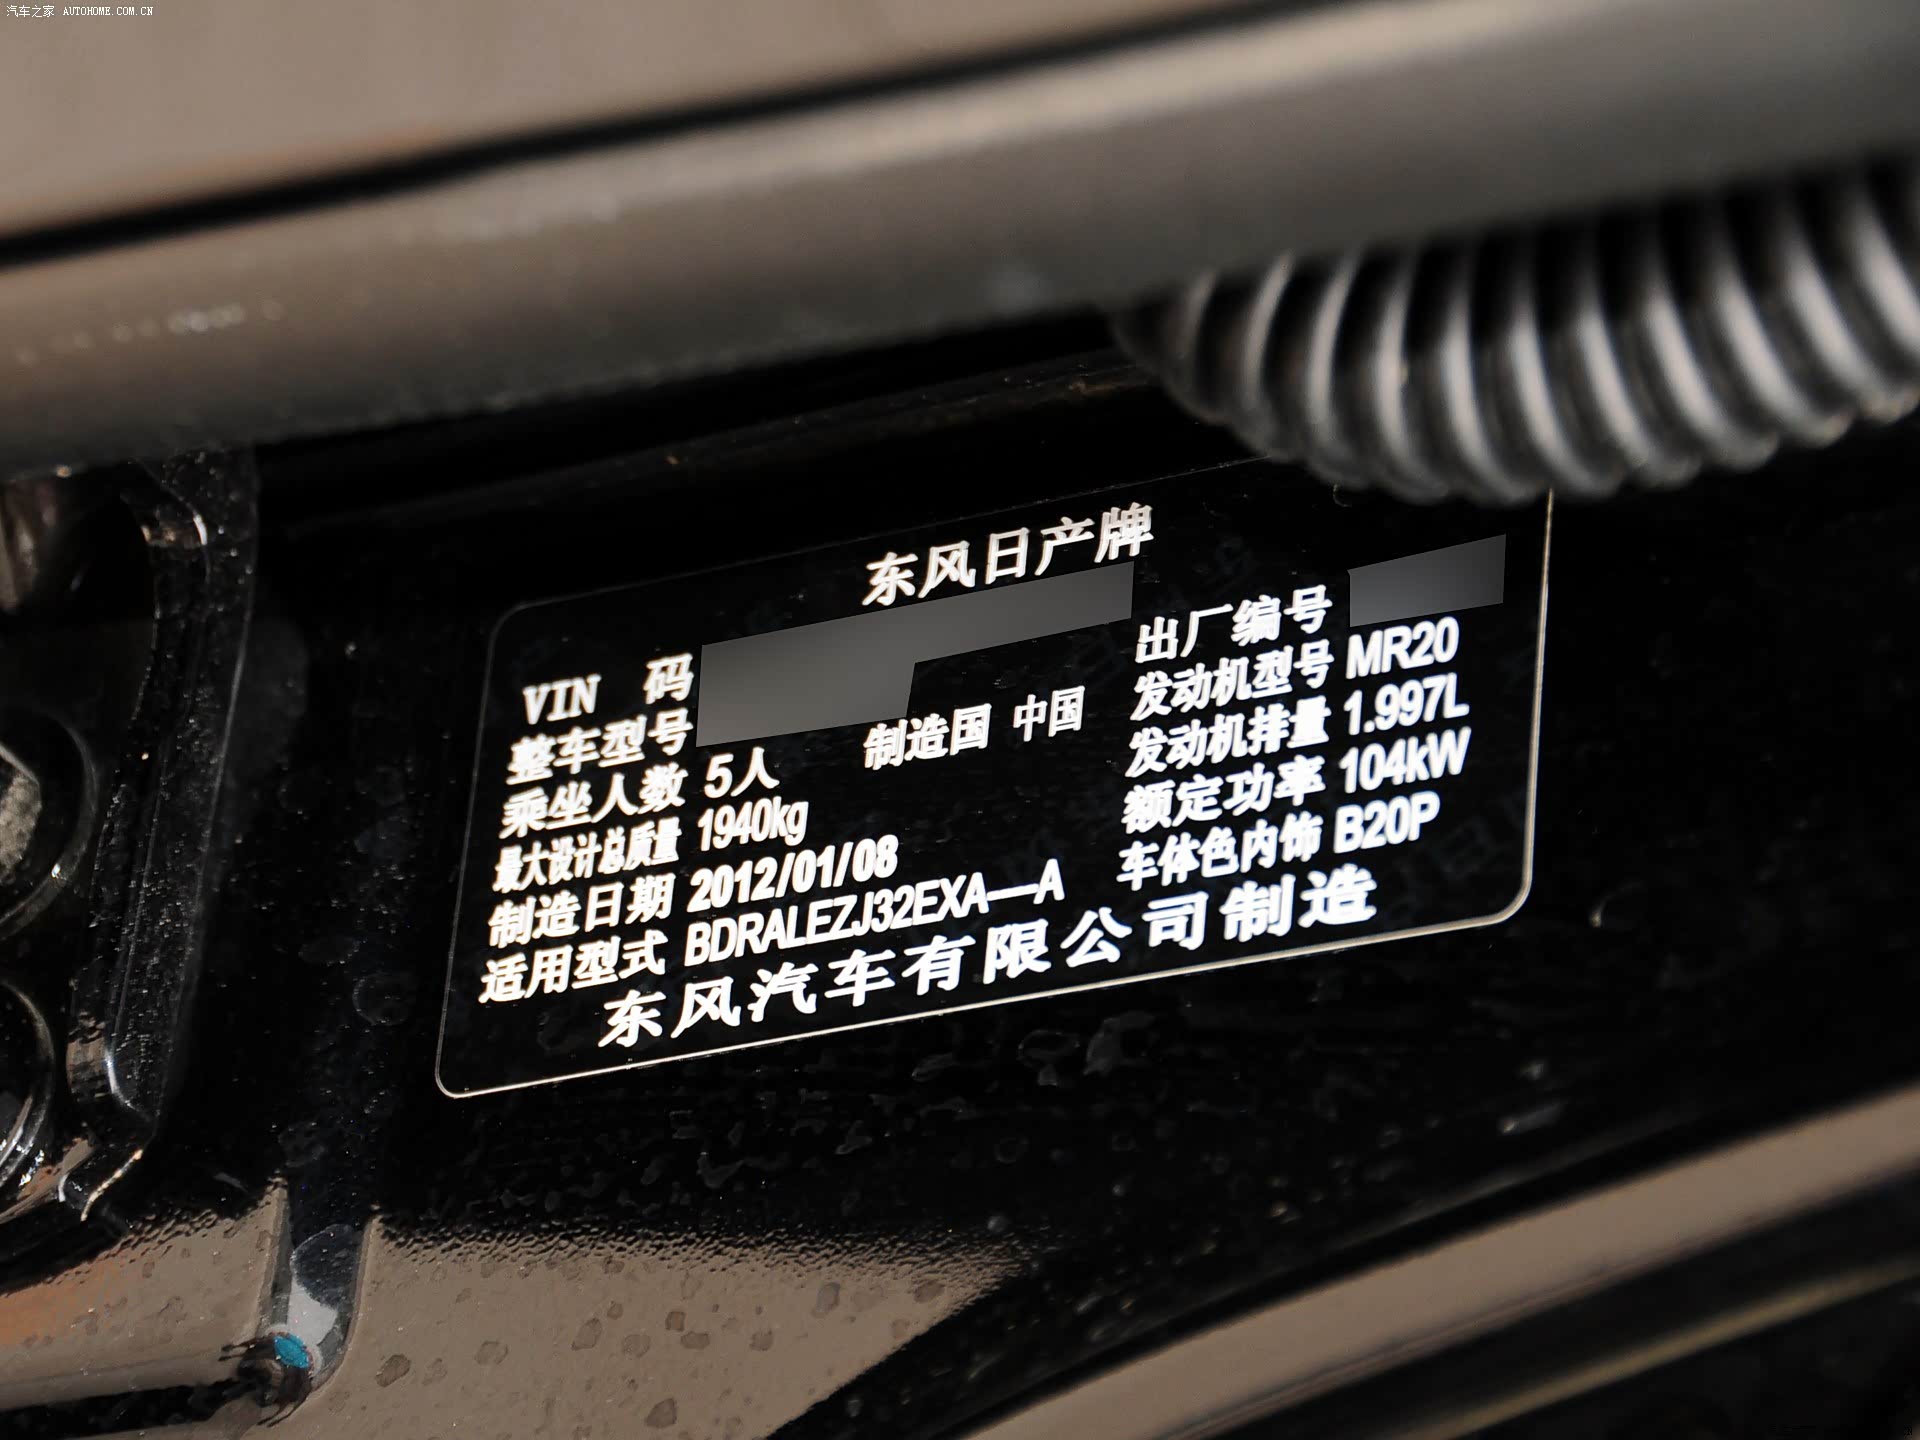 汽车之家 AUTOHOME.COM.CN
东风日产牌
VIN 码
出厂编号
整车型号
发动机型号 MR20
乘坐人数 5人 制造国 中国
发动机排量 1.997L
最大设计总质量 1940kg
额定功率 104kW
制造日期 2012/01/08
车体色内饰 B20P
适用型式 BDRALEZJ32EXA—A
东风汽车有限公司制造